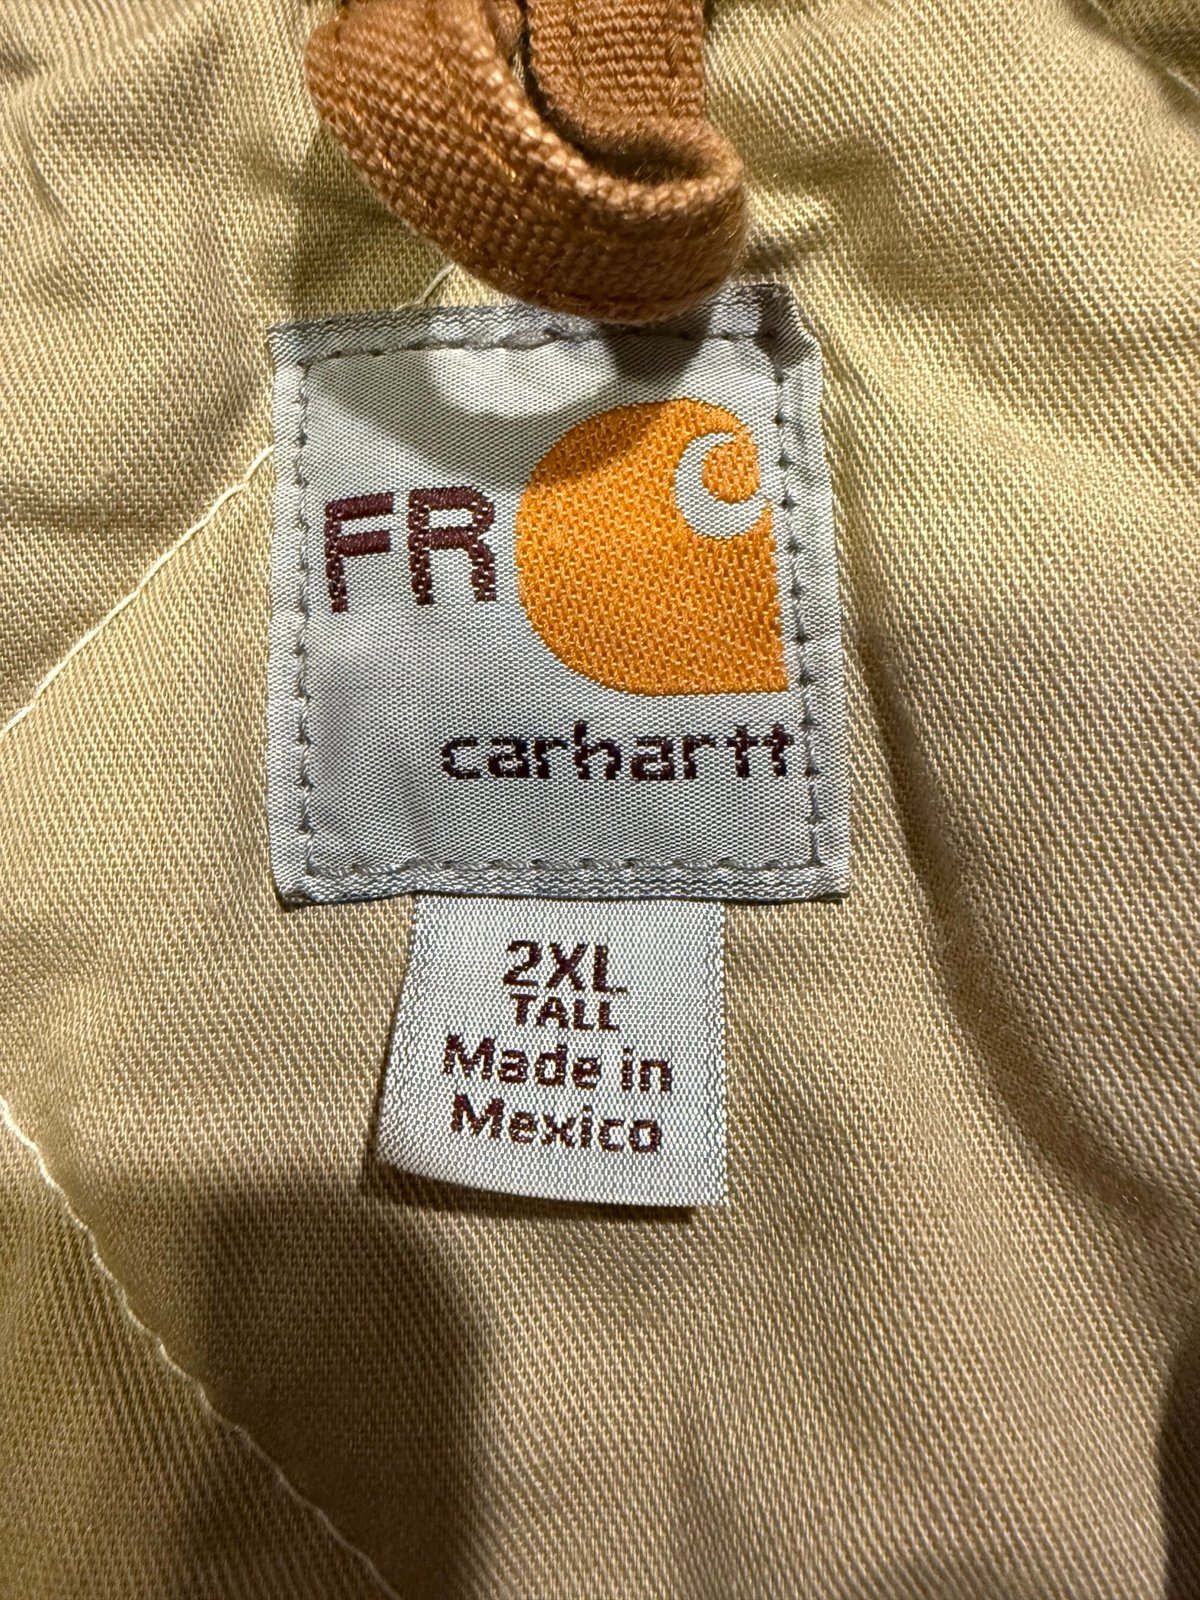 FR
carhartt
2XL
TALL
Made in
Mexico